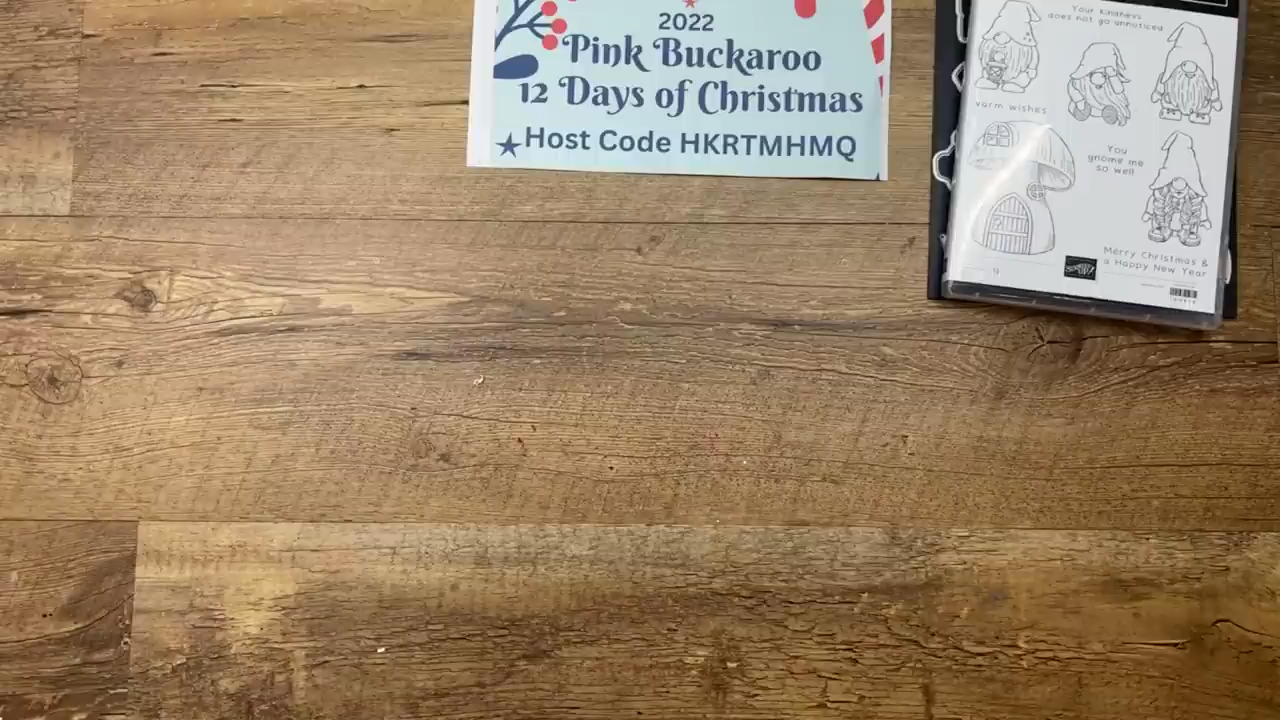 2022
Pink Buckaroo
12 Days of Christmas
Host Code HKRTMHMQ
Your kindness
does not go unnoticed
warm wishes
You
gnome me
so well
Merry Christmas &
a Happy New Year